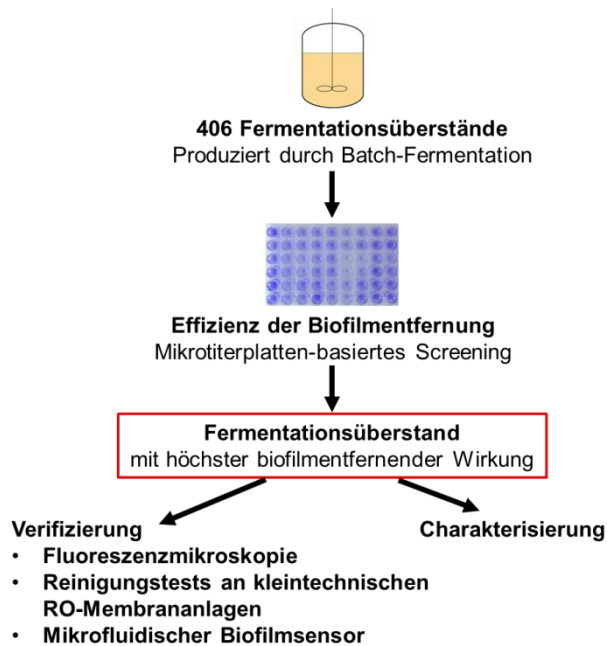 406 Fermentationsüberstände
Produziert durch Batch-Fermentation
Effizienz der Biofilmentfernung
Mikrotiterplatten-basiertes Screening
Fermentationsüberstand
mit höchster biofilmentfernender Wirkung
Verifizierung
• Fluoreszenzmikroskopie
• Reinigungstests an kleintechnischen
RO-Membrananlagen
• Mikrofluidischer Biofilmsensor
Charakterisierung